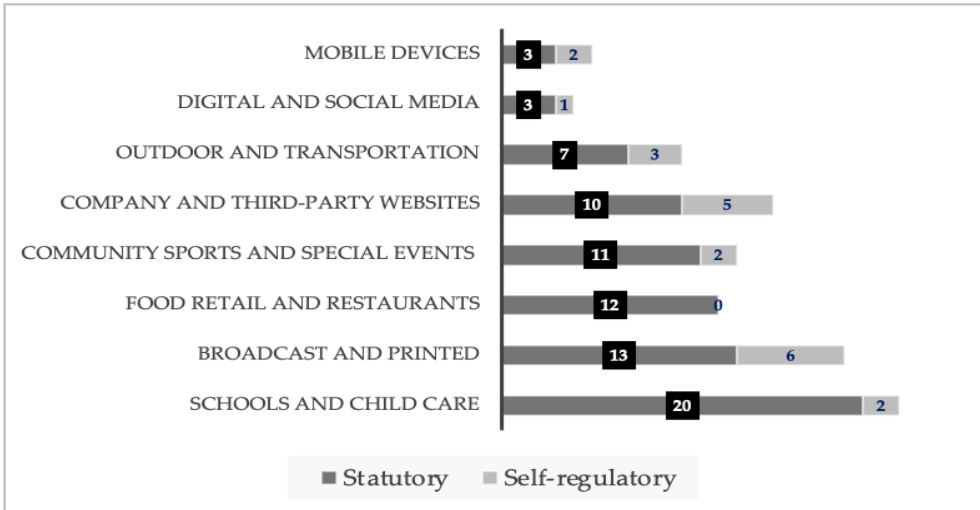 MOBILE DEVICES 3 2
DIGITAL AND SOCIAL MEDIA 3 1
OUTDOOR AND TRANSPORTATION 7 3
COMPANY AND THIRD-PARTY WEBSITES 10 5
COMMUNITY SPORTS AND SPECIAL EVENTS 11 2
FOOD RETAIL AND RESTAURANTS 12 0
BROADCAST AND PRINTED 13 6
SCHOOLS AND CHILD CARE 20 2
Statutory Self-regulatory